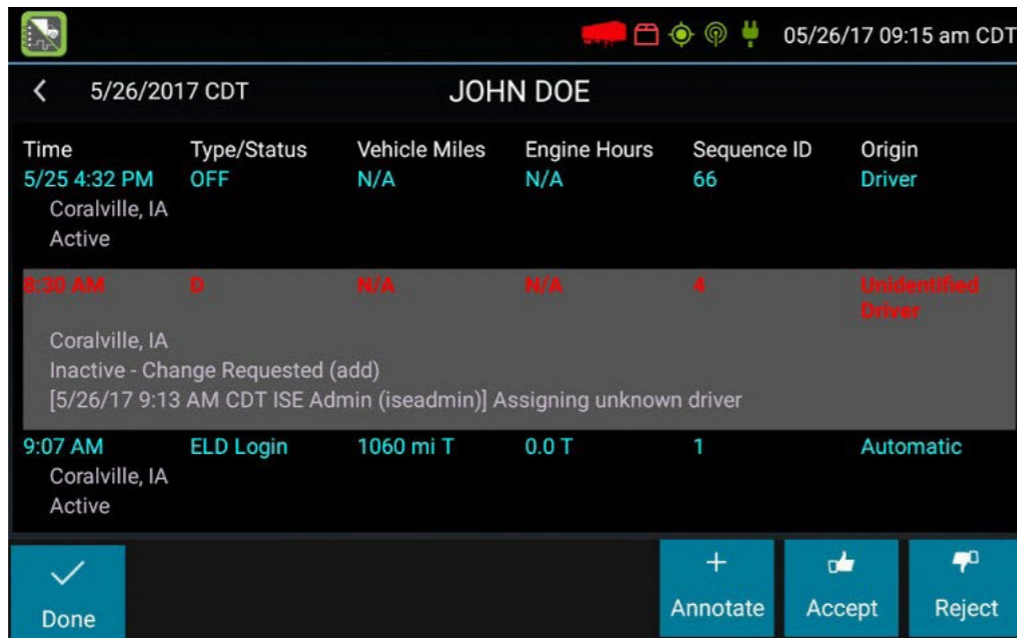 05/26/17 09:15 am CDT
5/26/2017 CDT JOHN DOE
Time Type/Status Vehicle Miles Engine Hours Sequence ID Origin
5/25 4:32 PM OFF N/A N/A 66 Driver
Coralville, IA
Active
8:30 AM D N/A N/A 4 Unidentified
Driver
Coralville, IA
Inactive - Change Requested (add)
[5/26/17 9:13 AM CDT ISE Admin (iseadmin)] Assigning unknown driver
9:07 AM ELD Login 1060 mi T 0.0 T 1 Automatic
Coralville, IA
Active
Done Annotate Accept Reject